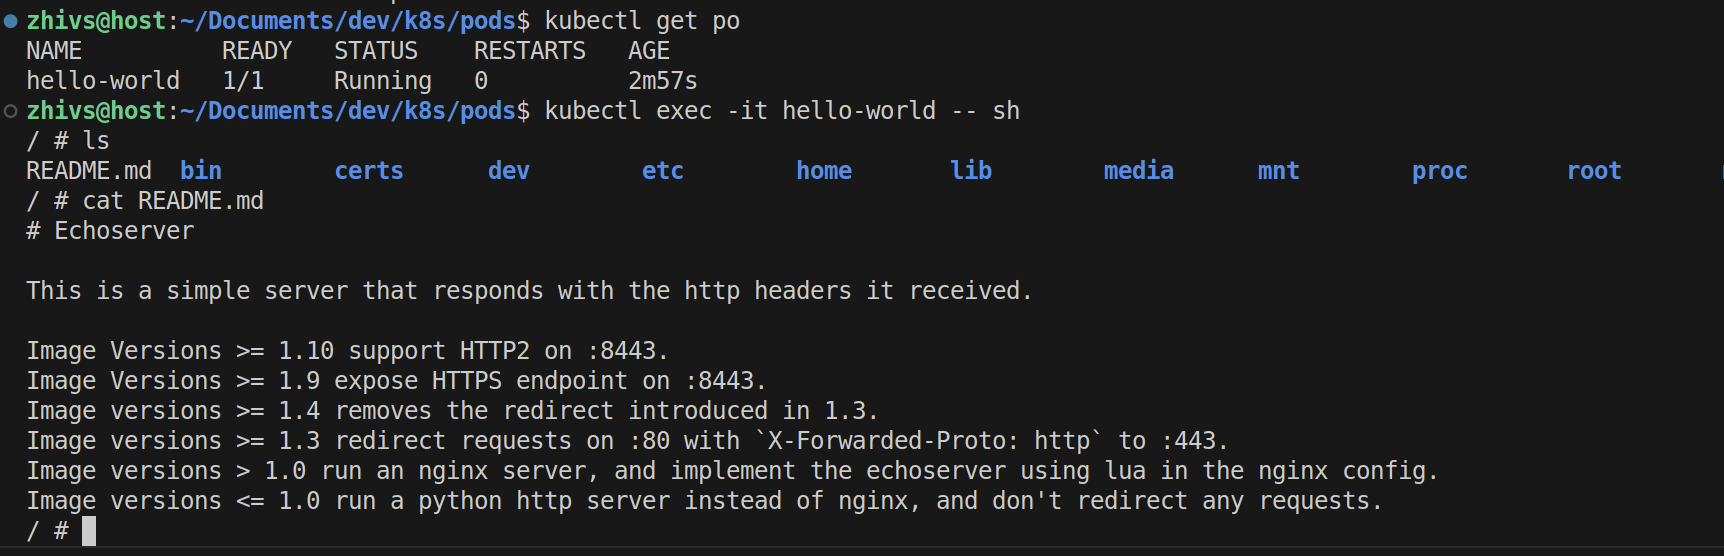 zhivs@host:~/Documents/dev/k8s/pods$ kubectl get po
NAME          READY   STATUS    RESTARTS   AGE
hello-world   1/1     Running   0          2m57s
zhivs@host:~/Documents/dev/k8s/pods$ kubectl exec -it hello-world -- sh
/ # ls
README.md  bin        certs      dev        etc        home       lib        media      mnt        proc       root
/ # cat README.md
# Echoserver

This is a simple server that responds with the http headers it received.

Image Versions >= 1.10 support HTTP2 on :8443.
Image Versions >= 1.9 expose HTTPS endpoint on :8443.
Image versions >= 1.4 removes the redirect introduced in 1.3.
Image versions >= 1.3 redirect requests on :80 with `X-Forwarded-Proto: http` to :443.
Image versions > 1.0 run an nginx server, and implement the echoserver using lua in the nginx config.
Image versions <= 1.0 run a python http server instead of nginx, and don't redirect any requests.
/ #